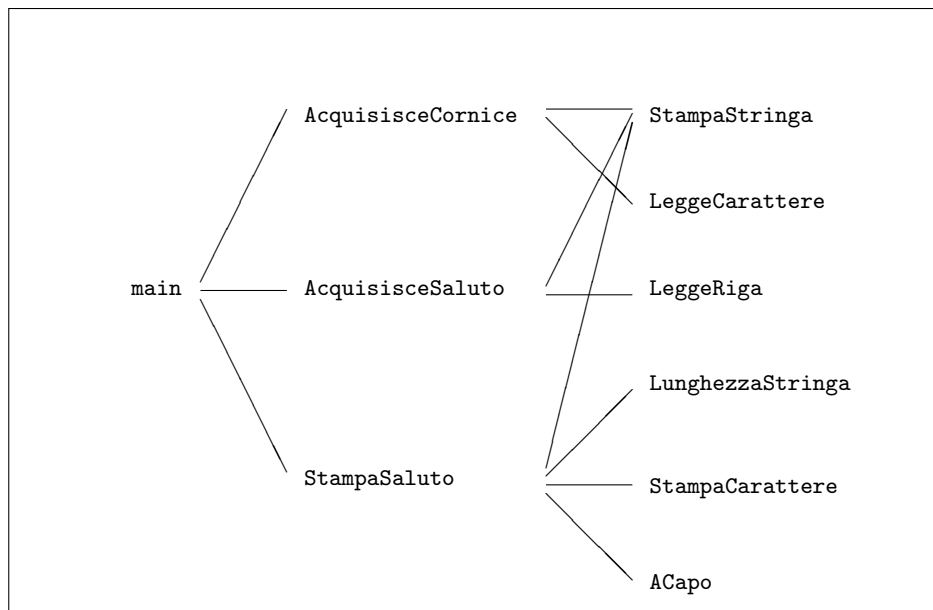 AcquisisceCornice StampaStringa
LeggeCarattere
main AcquisisceSaluto LeggeRiga
LunghezzaStringa
StampaSaluto StampaCarattere
ACapo